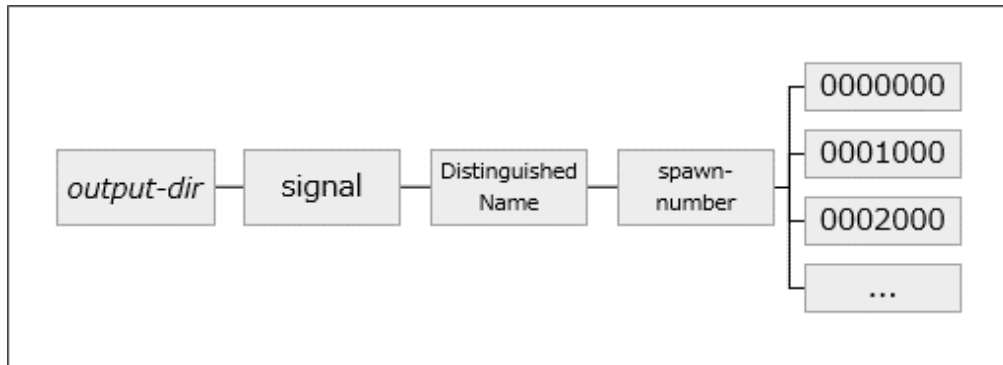 output-dir
signal
Distinguished
Name
spawn-
number
0000000
0001000
0002000
...